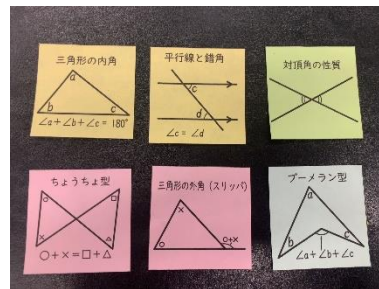 三角形の内角
a
b
c
∠a+∠b+∠c = 180°
平行線と錯角
c
d
∠c = ∠d
対頂角の性質
ちょうちょ型
○+×=□+△
三角形の外角(スリッパ)
○+×
ブーメラン型
a
b
c
∠a+∠b+∠c